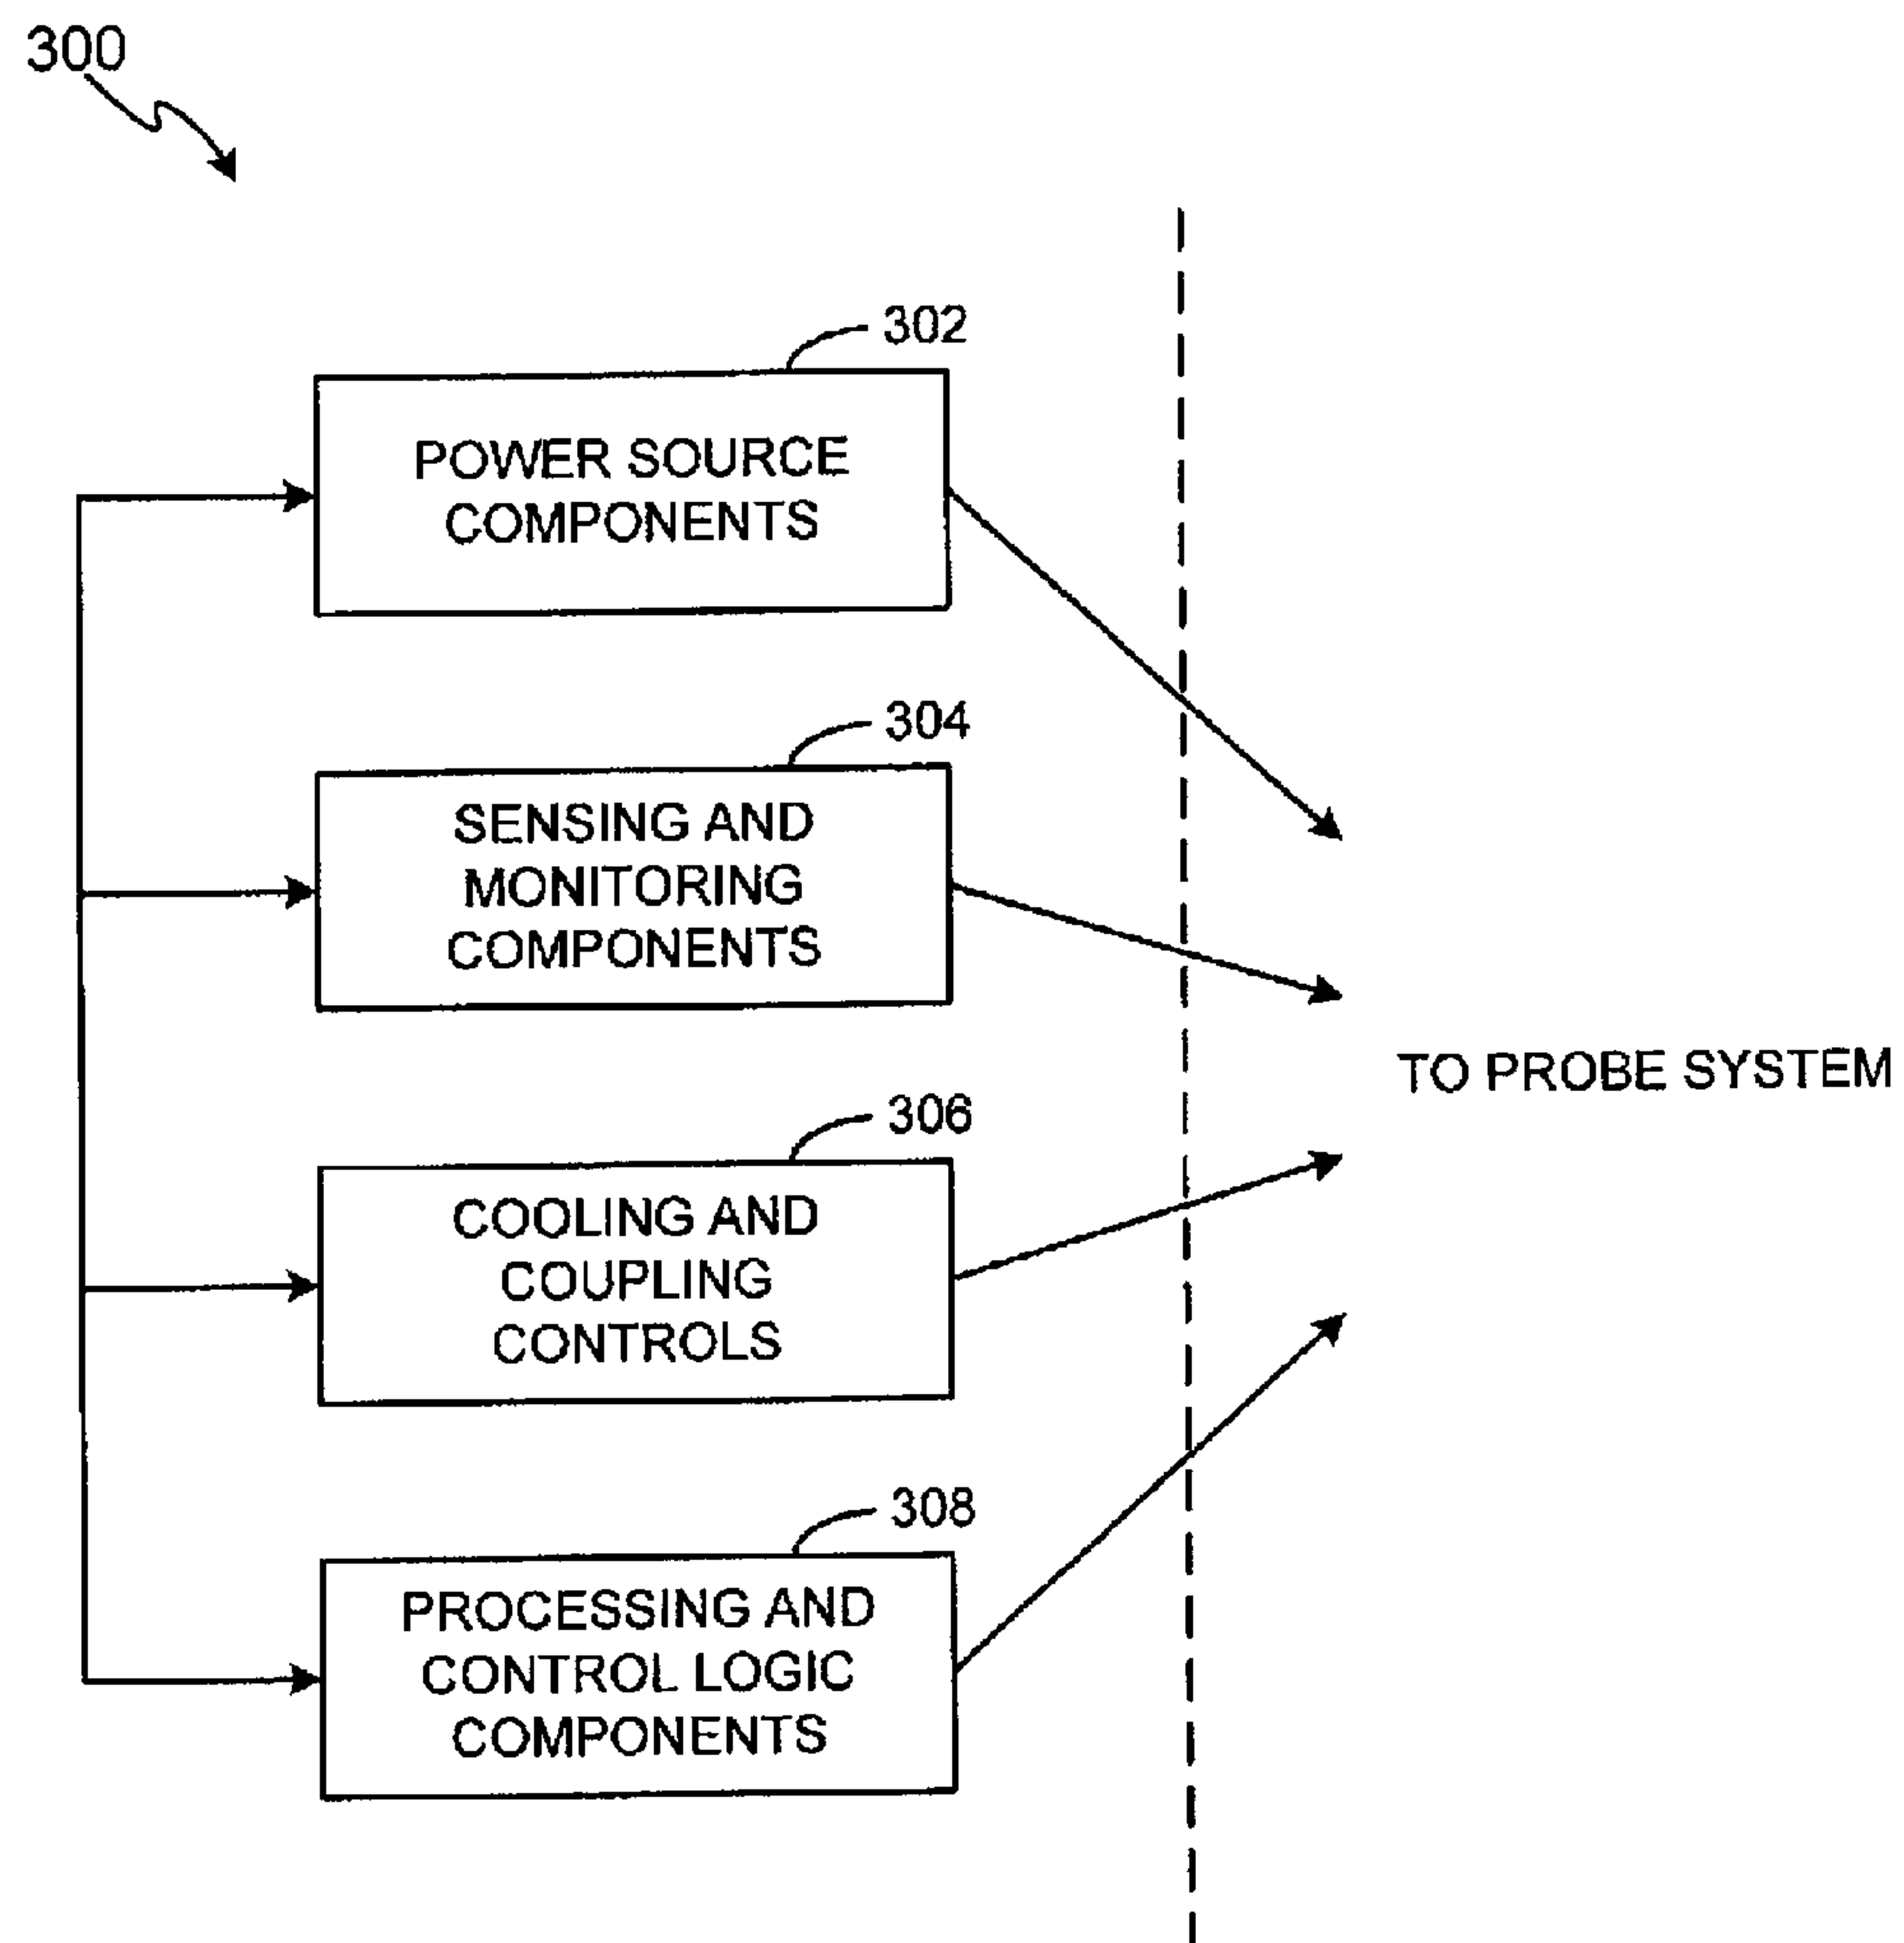 300
302
POWER SOURCE
COMPONENTS
304
SENSING AND
MONITORING
COMPONENTS
TO PROBE SYSTEM
306
COOLING AND
COUPLING
CONTROLS
308
PROCESSING AND
CONTROL LOGIC
COMPONENTS